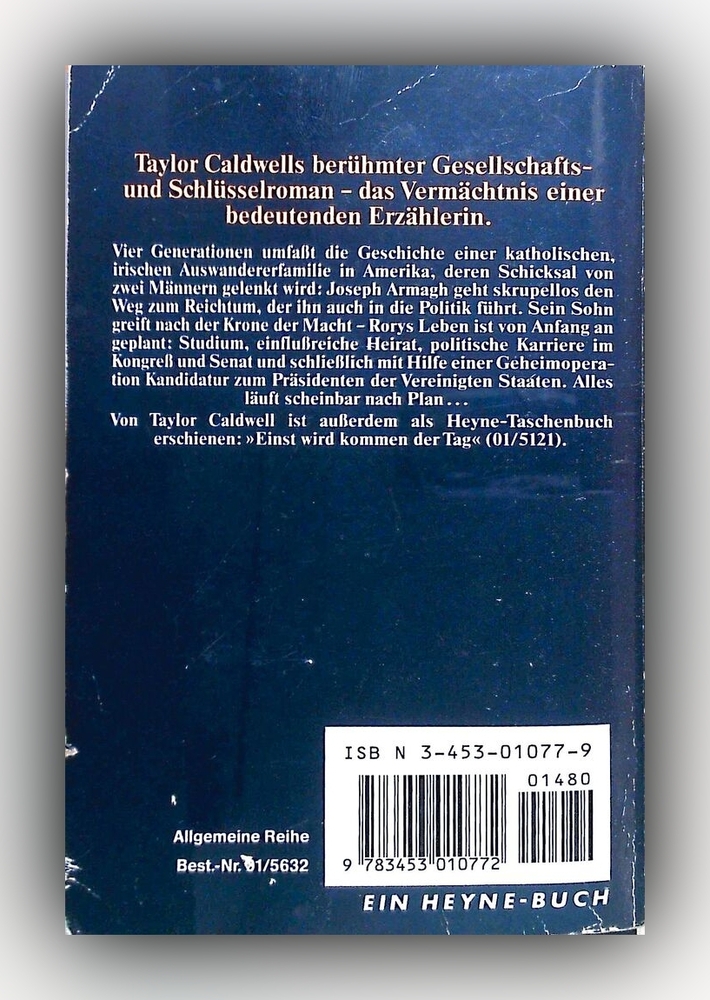 Taylor Caldwells berühmter Gesellschafts-
und Schlüsselroman – das Vermächtnis einer
bedeutenden Erzählerin.
Vier Generationen umfaßt die Geschichte einer katholischen,
irischen Auswandererfamilie in Amerika, deren Schicksal von
zwei Männern gelenkt wird: Joseph Armagh geht skrupellos den
Weg zum Reichtum, der ihn auch in die Politik führt. Sein Sohn
greift nach der Krone der Macht – Rorys Leben ist von Anfang an
geplant: Studium, einflußreiche Heirat, politische Karriere im
Kongreß und Senat und schließlich mit Hilfe einer Geheimopera-
tion Kandidatur zum Präsidenten der Vereinigten Staaten. Alles
läuft scheinbar nach Plan...
Von Taylor Caldwell ist außerdem als Heyne-Taschenbuch
erschienen: »Einst wird kommen der Tag« (01/5121).
ISB N 3-453-01077-9
01480
9 783453 010772
Allgemeine Reihe
Best.-Nr. 01/5632
EIN HEYNE-BUCH